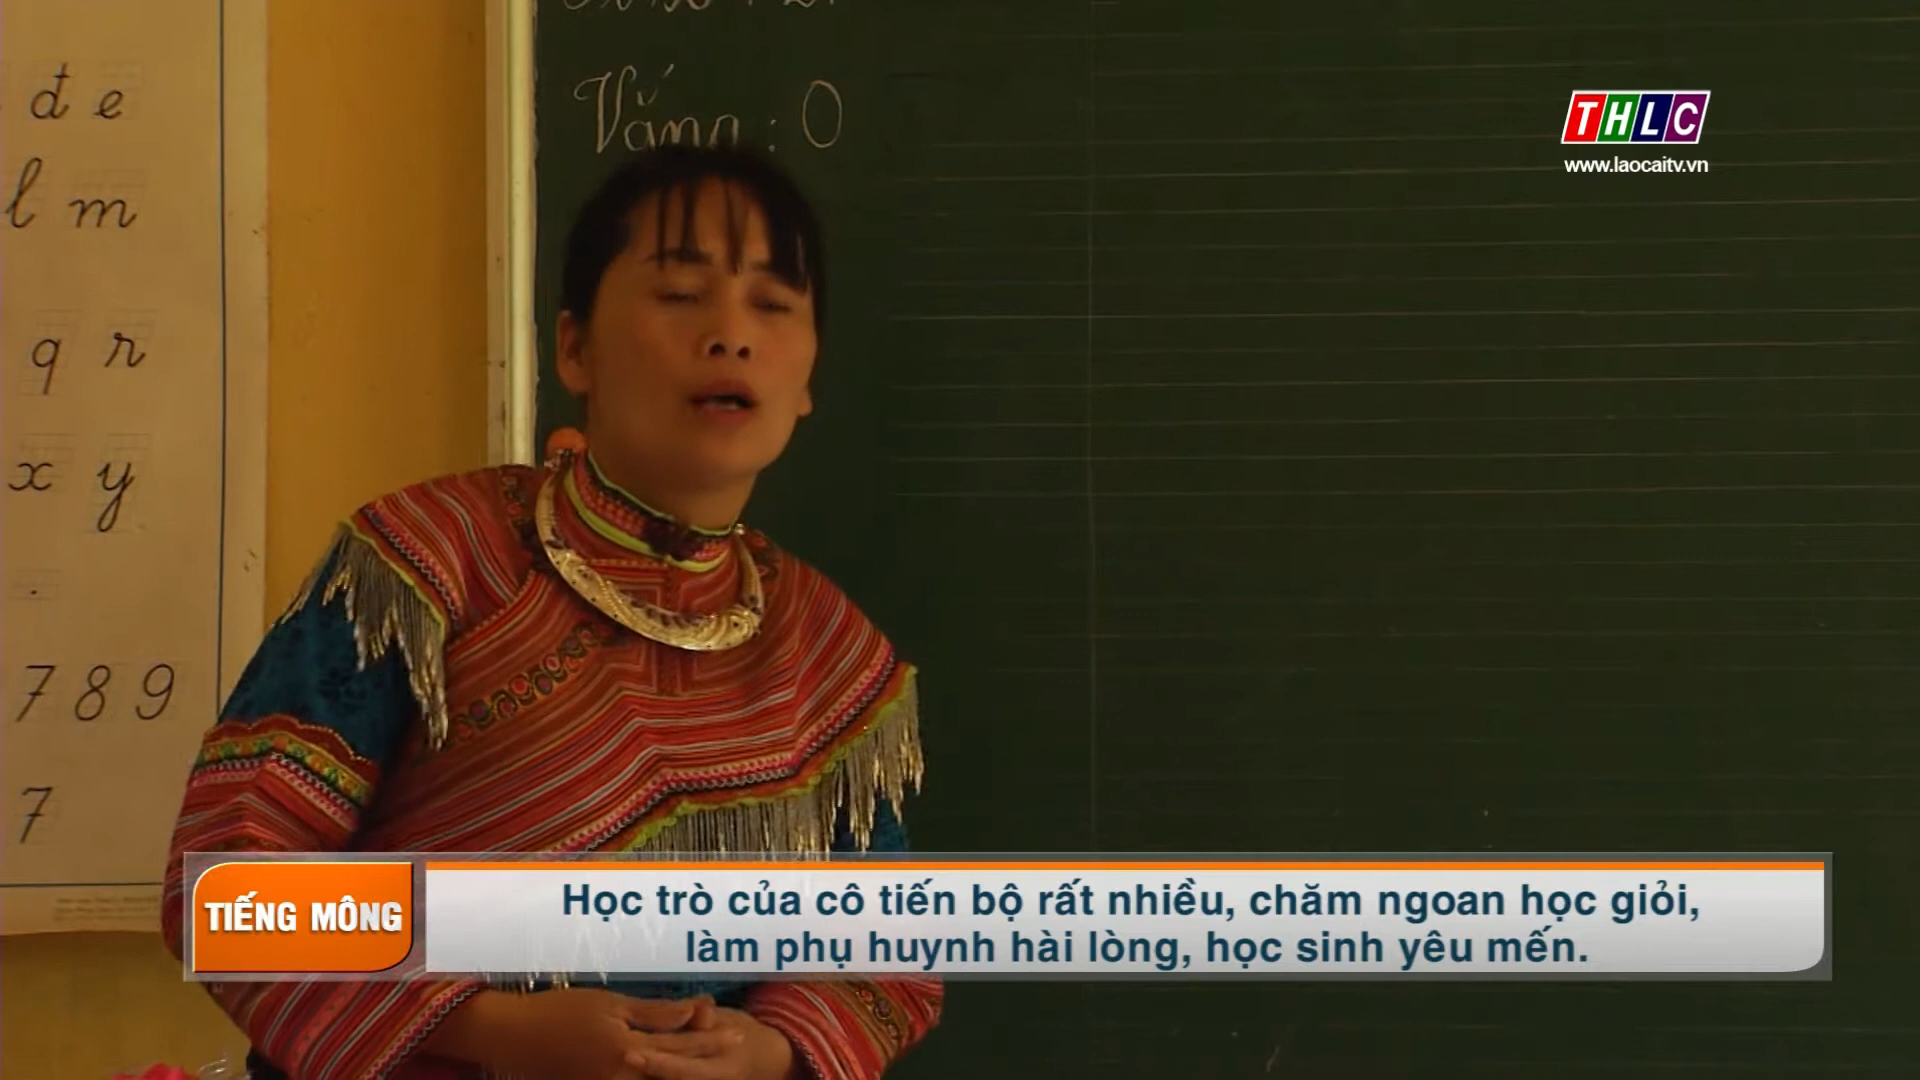 đ e
l m
q r
x y
7 8 9
7
Vắng : 0
THLC
www.laocaitv.vn
TIẾNG MÔNG
Học trò của cô tiến bộ rất nhiều, chăm ngoan học giỏi,
làm phụ huynh hài lòng, học sinh yêu mến.